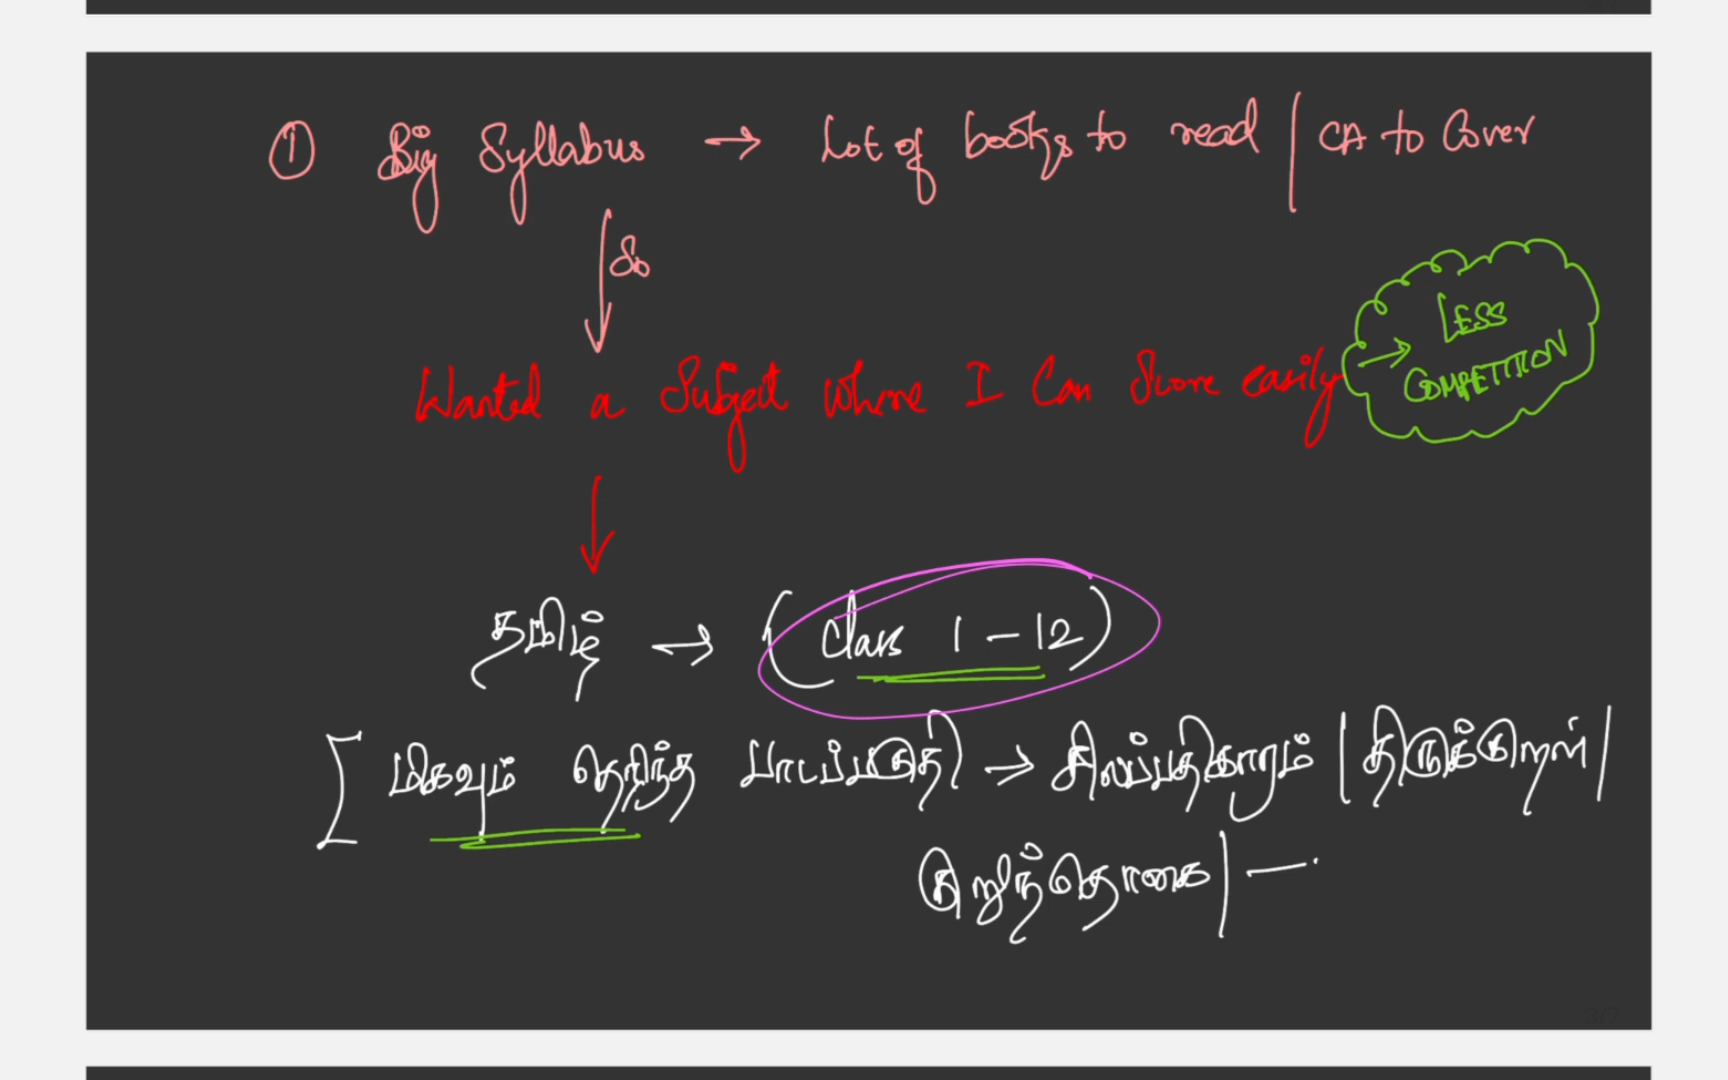 ① Big Syllabus → Lot of books to read | CA to Cover
So
Wanted a Subject where I Can Score easily → LESS COMPETITION
தமிழ் → (Class 1 - 12)
[ மிகவும் தெரிந்த பாடப்பகுதி → சிலப்பதிகாரம் | திருக்குறள் |
குறுந்தொகை | —